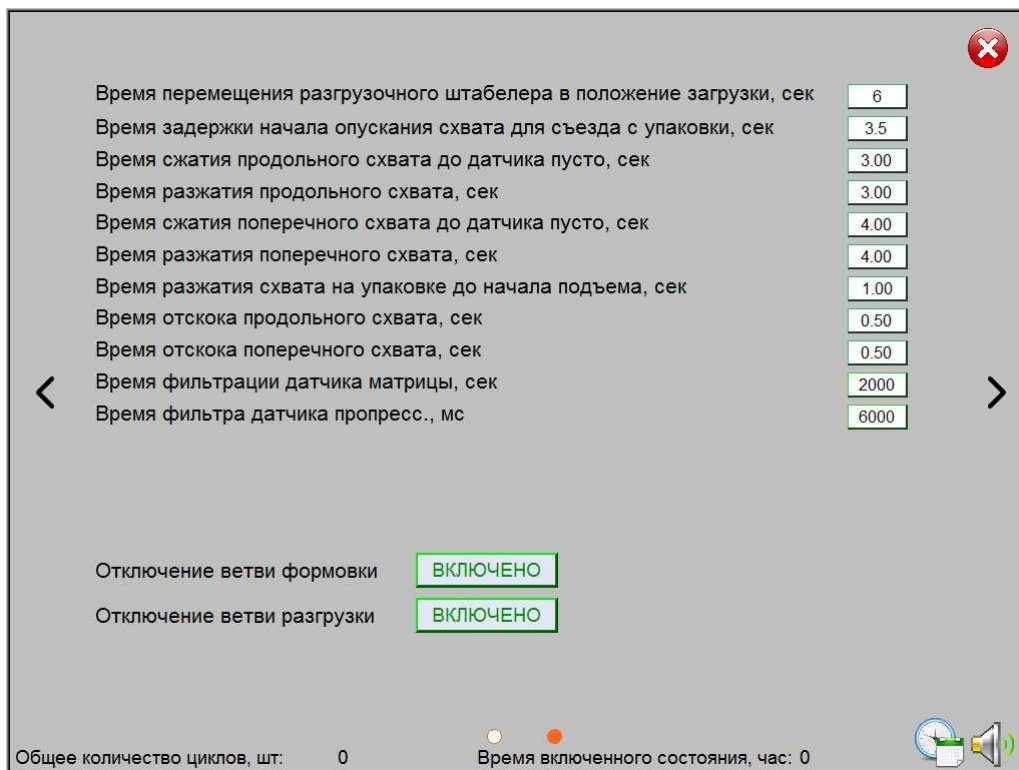 Время перемещения разгрузочного штабелера в положение загрузки, сек 6
Время задержки начала опускания схвата для съезда с упаковки, сек 3.5
Время сжатия продольного схвата до датчика пусто, сек 3.00
Время разжатия продольного схвата, сек 3.00
Время сжатия поперечного схвата до датчика пусто, сек 4.00
Время разжатия поперечного схвата, сек 4.00
Время разжатия схвата на упаковке до начала подъема, сек 1.00
Время отскока продольного схвата, сек 0.50
Время отскока поперечного схвата, сек 0.50
Время фильтрации датчика матрицы, сек 2000
Время фильтра датчика пропресс., мс 6000
Отключение ветви формовки ВКЛЮЧЕНО
Отключение ветви разгрузки ВКЛЮЧЕНО
Общее количество циклов, шт: 0 Время включенного состояния, час: 0